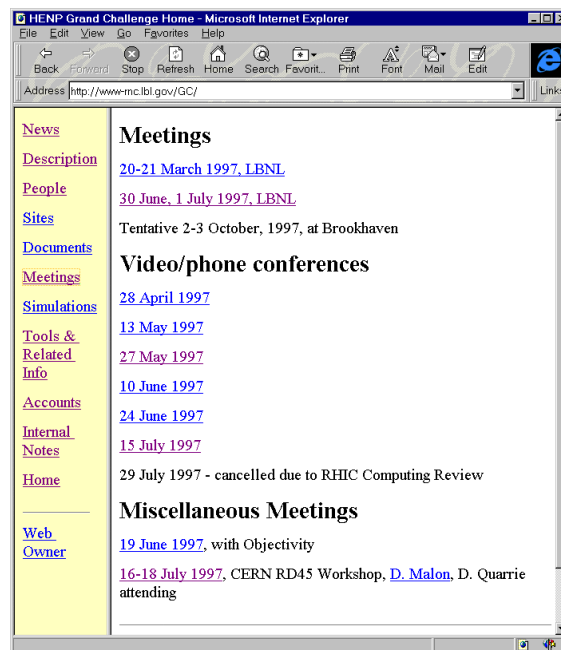 HENP Grand Challenge Home - Microsoft Internet Explorer
File Edit View Go Favorites Help
Back Forward Stop Refresh Home Search Favorit... Print Font Mail Edit
Address http://www-rnc.lbl.gov/GC/ Links
News
Description
People
Sites
Documents
Meetings
Simulations
Tools &
Related
Info
Accounts
Internal
Notes
Home
Web
Owner
Meetings
20-21 March 1997, LBNL
30 June, 1 July 1997, LBNL
Tentative 2-3 October, 1997, at Brookhaven
Video/phone conferences
28 April 1997
13 May 1997
27 May 1997
10 June 1997
24 June 1997
15 July 1997
29 July 1997 - cancelled due to RHIC Computing Review
Miscellaneous Meetings
19 June 1997, with Objectivity
16-18 July 1997, CERN RD45 Workshop, D. Malon, D. Quarrie
attending